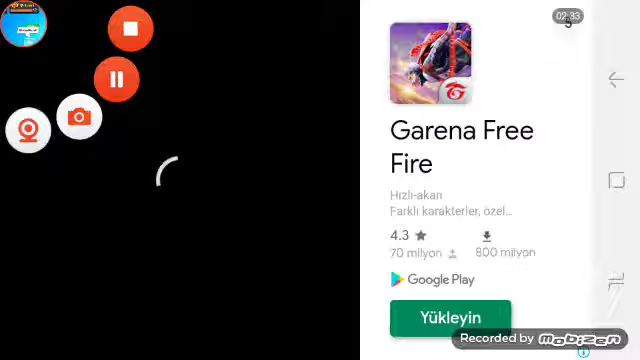 02:33
5
Garena Free
Fire
Hızlı-akan
Farklı karakterler, özel...
4.3
70 milyon
800 milyon
Google Play
Yükleyin
Recorded by MOBIZEN